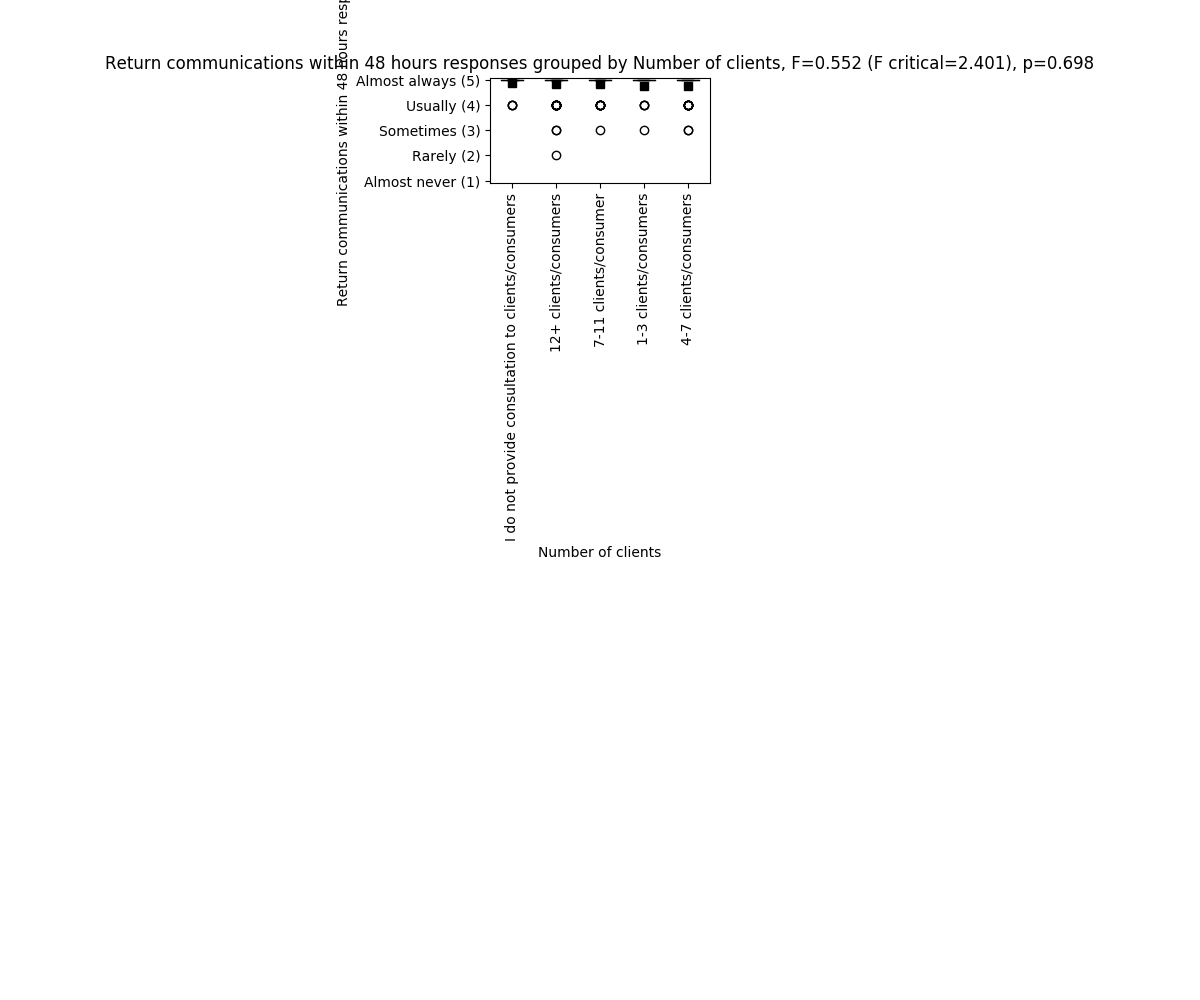 Return communications within 48 hours responses grouped by Number of clients, F=0.552 (F critical=2.401), p=0.698
Return communications within 48 hours resp
Almost always (5)
Usually (4)
Sometimes (3)
Rarely (2)
Almost never (1)
I do not provide consultation to clients/consumers
12+ clients/consumers
7-11 clients/consumer
1-3 clients/consumers
4-7 clients/consumers
Number of clients